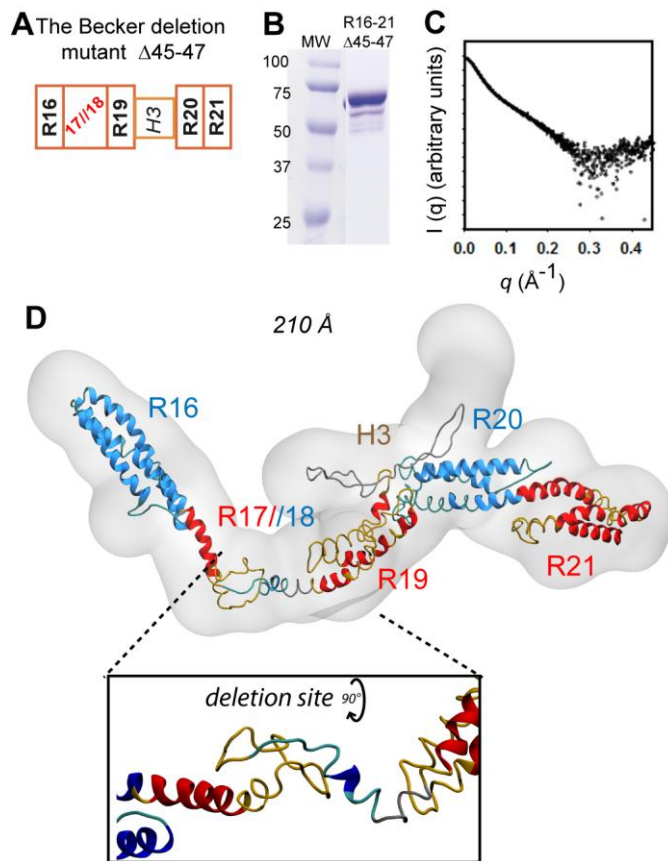 A The Becker deletion
mutant Δ45-47
R16
17//18
R19
H3
R20
R21
B R16-21
MW Δ45-47
100
75
50
37
25
C
I (q) (arbitrary units)
0.0 0.1 0.2 0.3 0.4
q (Å-1)
D
210 Å
R16
H3
R20
R17//18
R19
R21
deletion site 90°